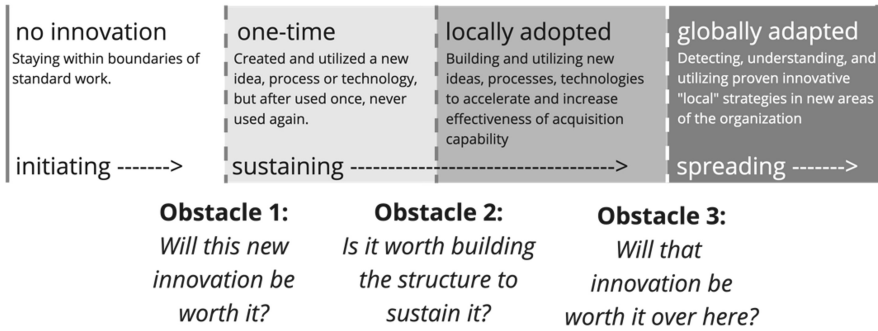 no innovation
Staying within boundaries of
standard work.
one-time
Created and utilized a new
idea, process or technology,
but after used once, never
used again.
locally adopted
Building and utilizing new
ideas, processes, technologies
to accelerate and increase
effectiveness of acquisition
capability
globally adapted
Detecting, understanding, and
utilizing proven innovative
"local" strategies in new areas
of the organization
initiating ------->
sustaining ------------------------------------->
spreading ------->
Obstacle 1:
Will this new
innovation be
worth it?
Obstacle 2:
Is it worth building
the structure to
sustain it?
Obstacle 3:
Will that
innovation be
worth it over here?